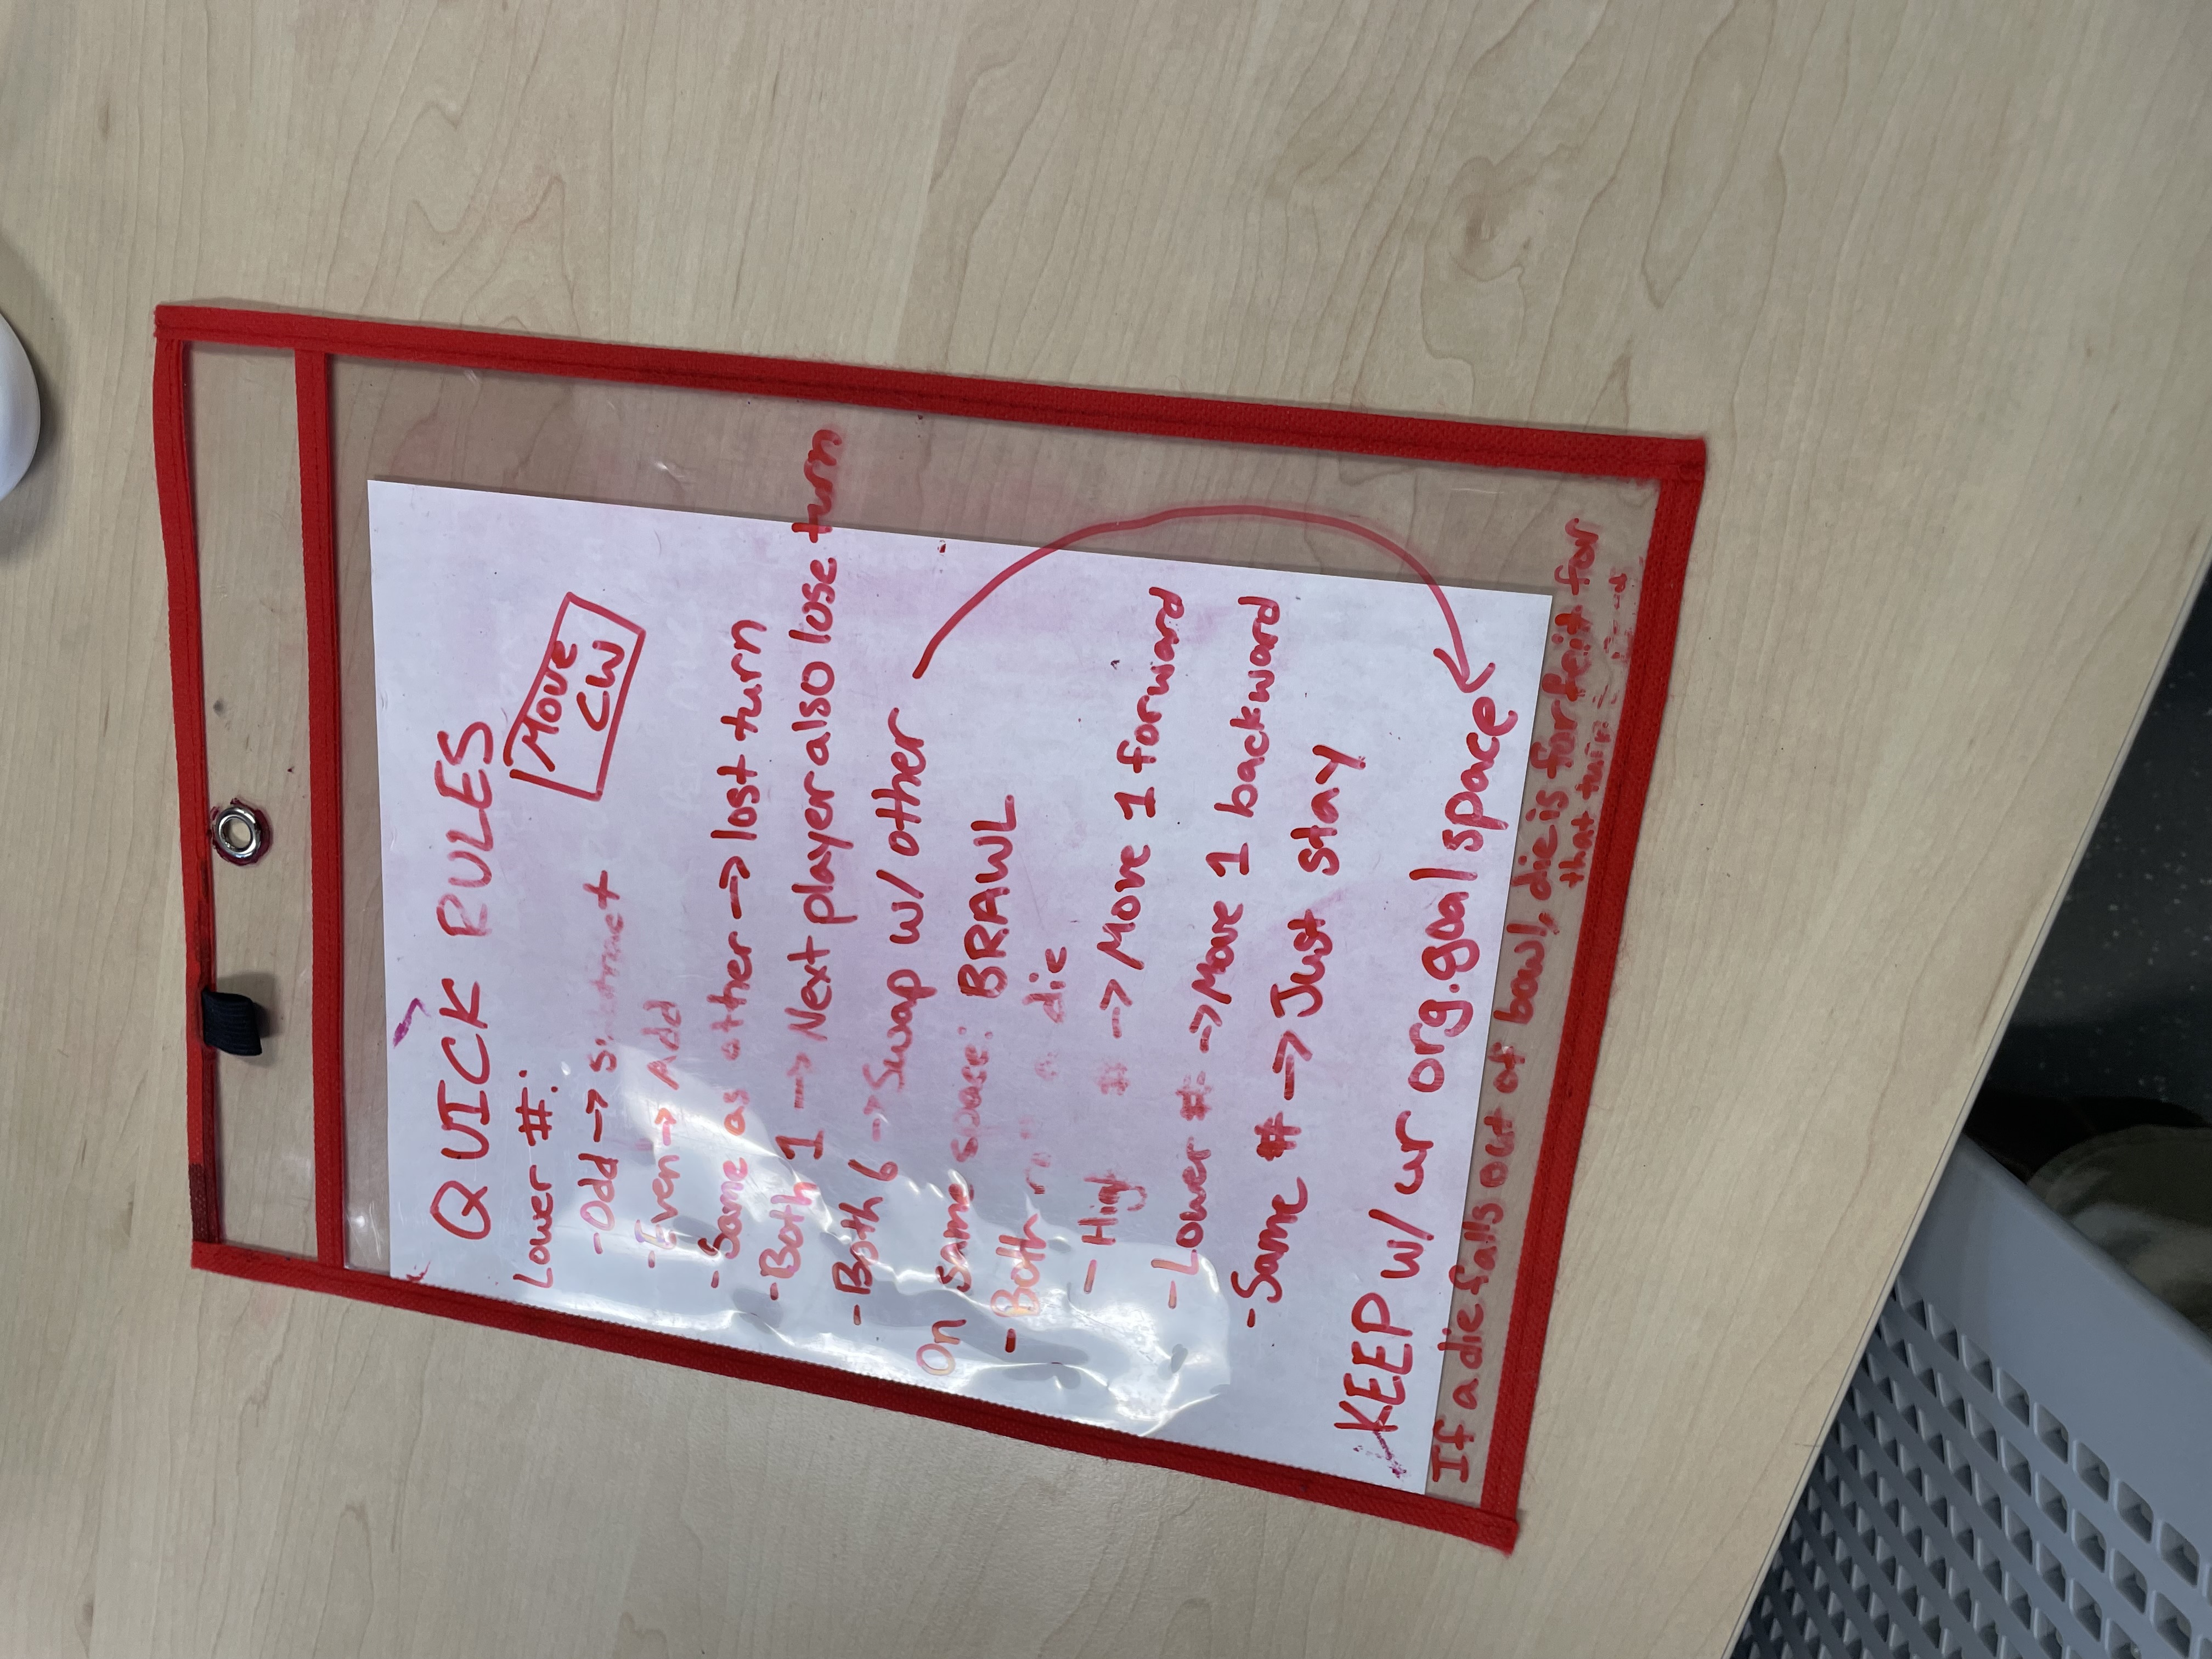 QUICK RULES
Lower #:
Move
CW
-Odd → subtract
-Even → Add
-Same as other → lost turn
-Both 1 → Next player also lose turn
-Both 6 → Swap w/ other
On same space: BRAWL
-Both a die
- High # → Move 1 forward
-Lower # → Move 1 backward
-Same # → Just stay
KEEP w/ ur org. goal space
If a die falls out of bowl, die is forfeit for
that turn